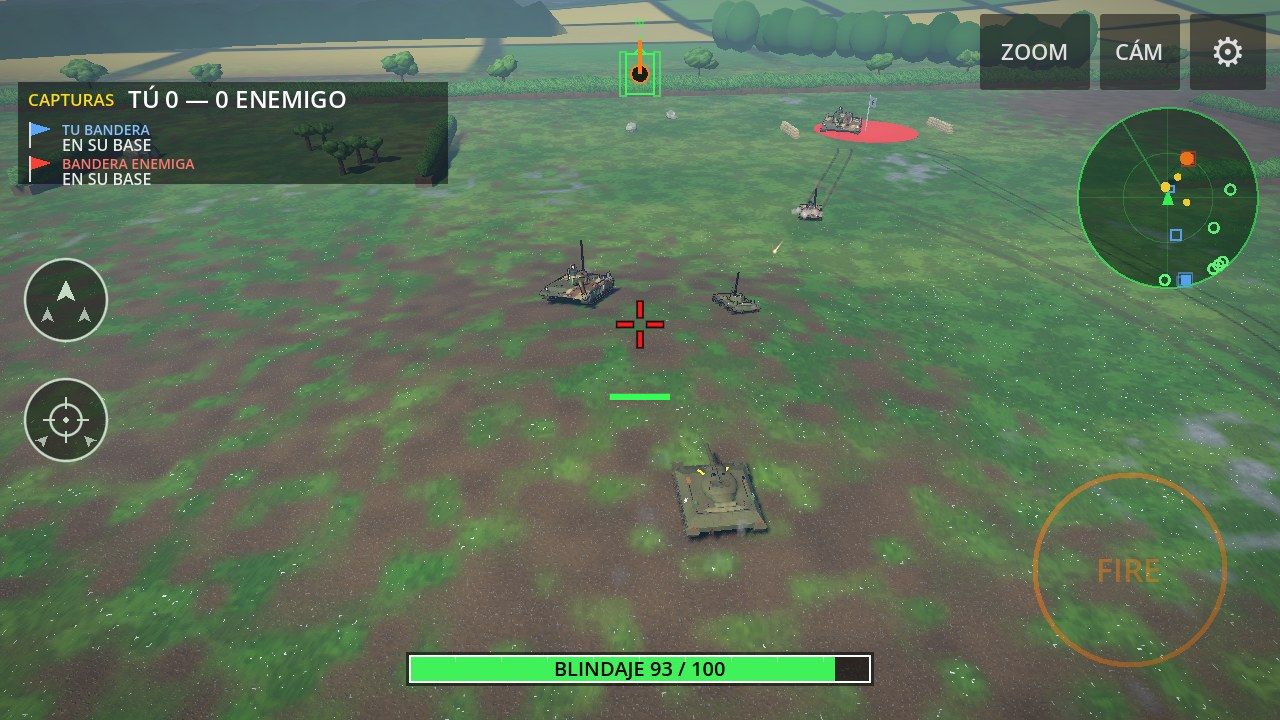 ZOOM
CÁM
CAPTURAS TÚ 0 — 0 ENEMIGO
TU BANDERA
EN SU BASE
BANDERA ENEMIGA
EN SU BASE
FIRE
BLINDAJE 93 / 100